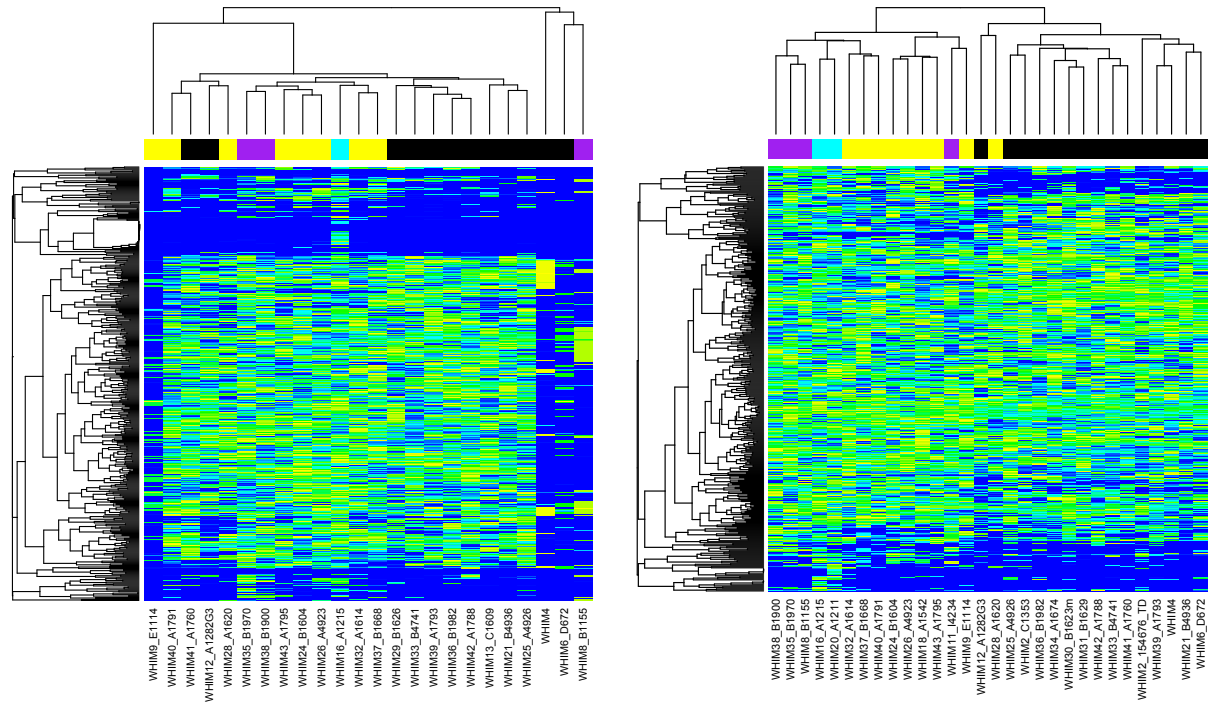 WHIM9_E1114
WHIM40_A1791
WHIM41_A1760
WHIM12_A1282G3
WHIM28_A1620
WHIM35_B1970
WHIM38_B1900
WHIM43_A1795
WHIM24_B1604
WHIM26_A4922
WHIM16_A1215
WHIM32_A1614
WHIM37_B1668
WHIM29_B1626
WHIM33_B4741
WHIM39_A1793
WHIM36_B1982
WHIM42_A1788
WHIM13_C1609
WHIM21_B4936
WHIM25_A4926
WHIM4
WHIM6_D672
WHIM8_B1155
WHIM38_B1900
WHIM35_B1970
WHIM8_B1155
WHIM16_A1215
WHIM20_A1211
WHIM32_A1614
WHIM37_B1668
WHIM40_A1791
WHIM24_B1604
WHIM26_A4923
WHIM18_A1542
WHIM43_A1795
WHIM11_I4234
WHIM9_E1114
WHIM12_A1282G3
WHIM28_A1620
WHIM25_A4926
WHIM2_C1353
WHIM36_B1982
WHIM34_A1674
WHIM30_B1623m
WHIM31_B1629
WHIM42_A1788
WHIM33_B4741
WHIM41_A1760
WHIM2_154676_TD
WHIM39_A1793
WHIM4
WHIM21_B4936
WHIM6_D672